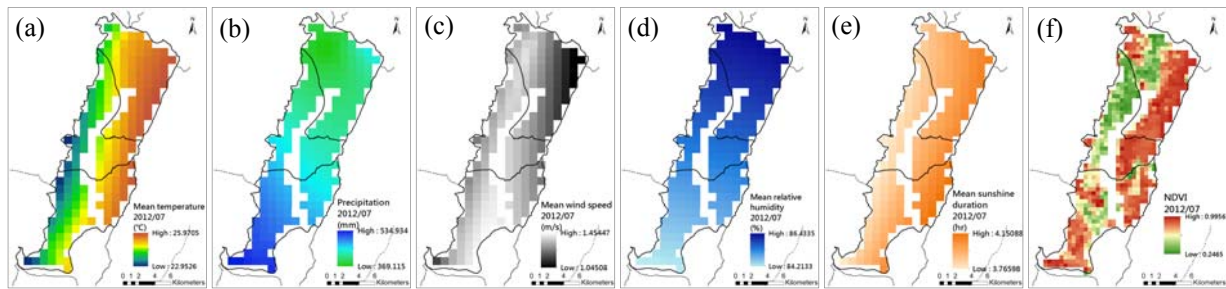 (a)
N
Mean temperature
2012/07
(℃)
High : 25.9705
Low : 22.9526
0 1 2 4 6
Kilometers
(b)
N
Precipitation
2012/07
(mm)
High : 534.934
Low : 369.115
0 1 2 4 6
Kilometers
(c)
N
Mean wind speed
2012/07
(m/s)
High : 1.45447
Low : 1.04508
0 1 2 4 6
Kilometers
(d)
N
Mean relative
humidity
2012/07
(%)
High : 86.4335
Low : 84.2133
0 1 2 4 6
Kilometers
(e)
N
Mean sunshine
duration
2012/07
(hr)
High : 4.15088
Low : 3.76598
0 1 2 4 6
Kilometers
(f)
N
NDVI
2012/07
High : 0.9956
Low : 0.2465
0 1 2 4 6
Kilometers